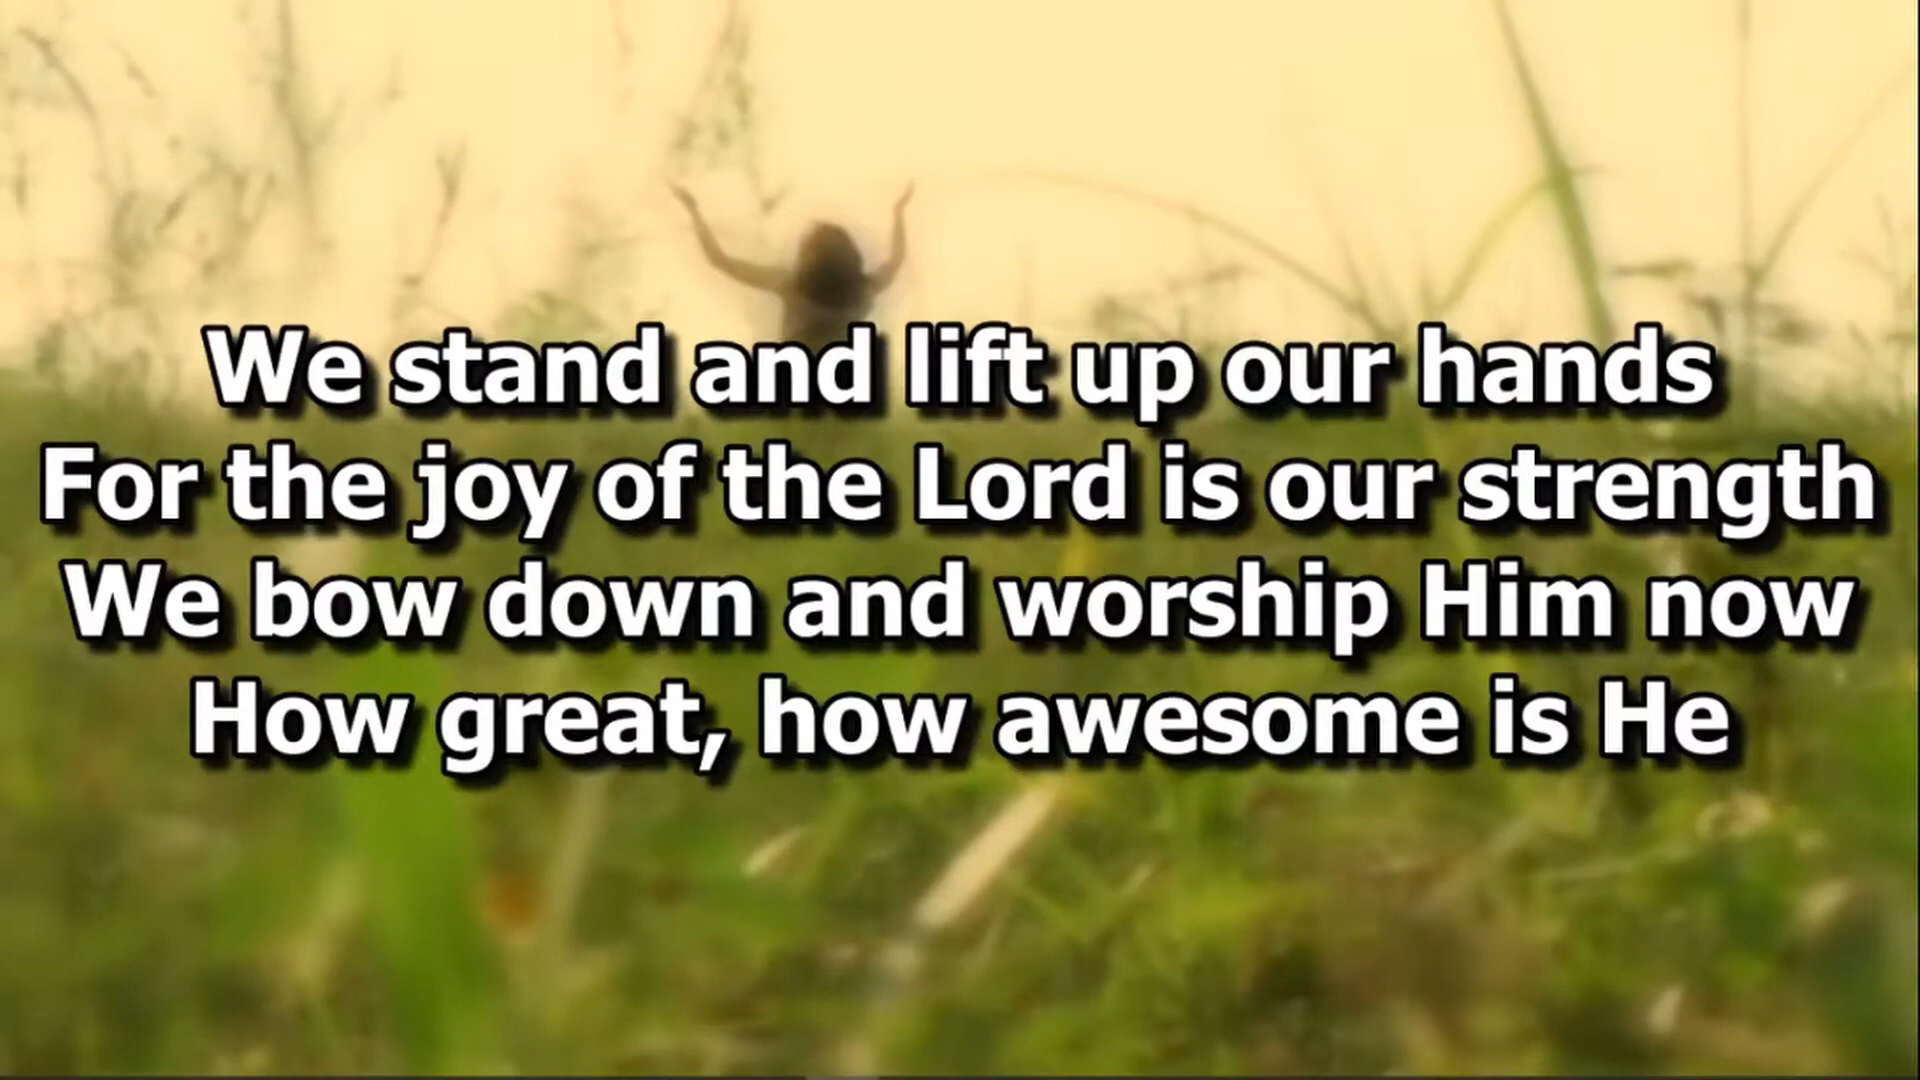 We stand and lift up our hands
For the joy of the Lord is our strength
We bow down and worship Him now
How great, how awesome is He